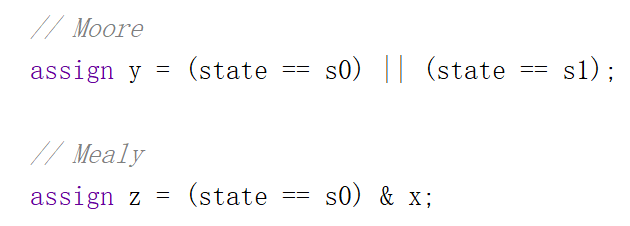 // Moore
assign y = (state == s0) || (state == s1);
// Mealy
assign z = (state == s0) & x;